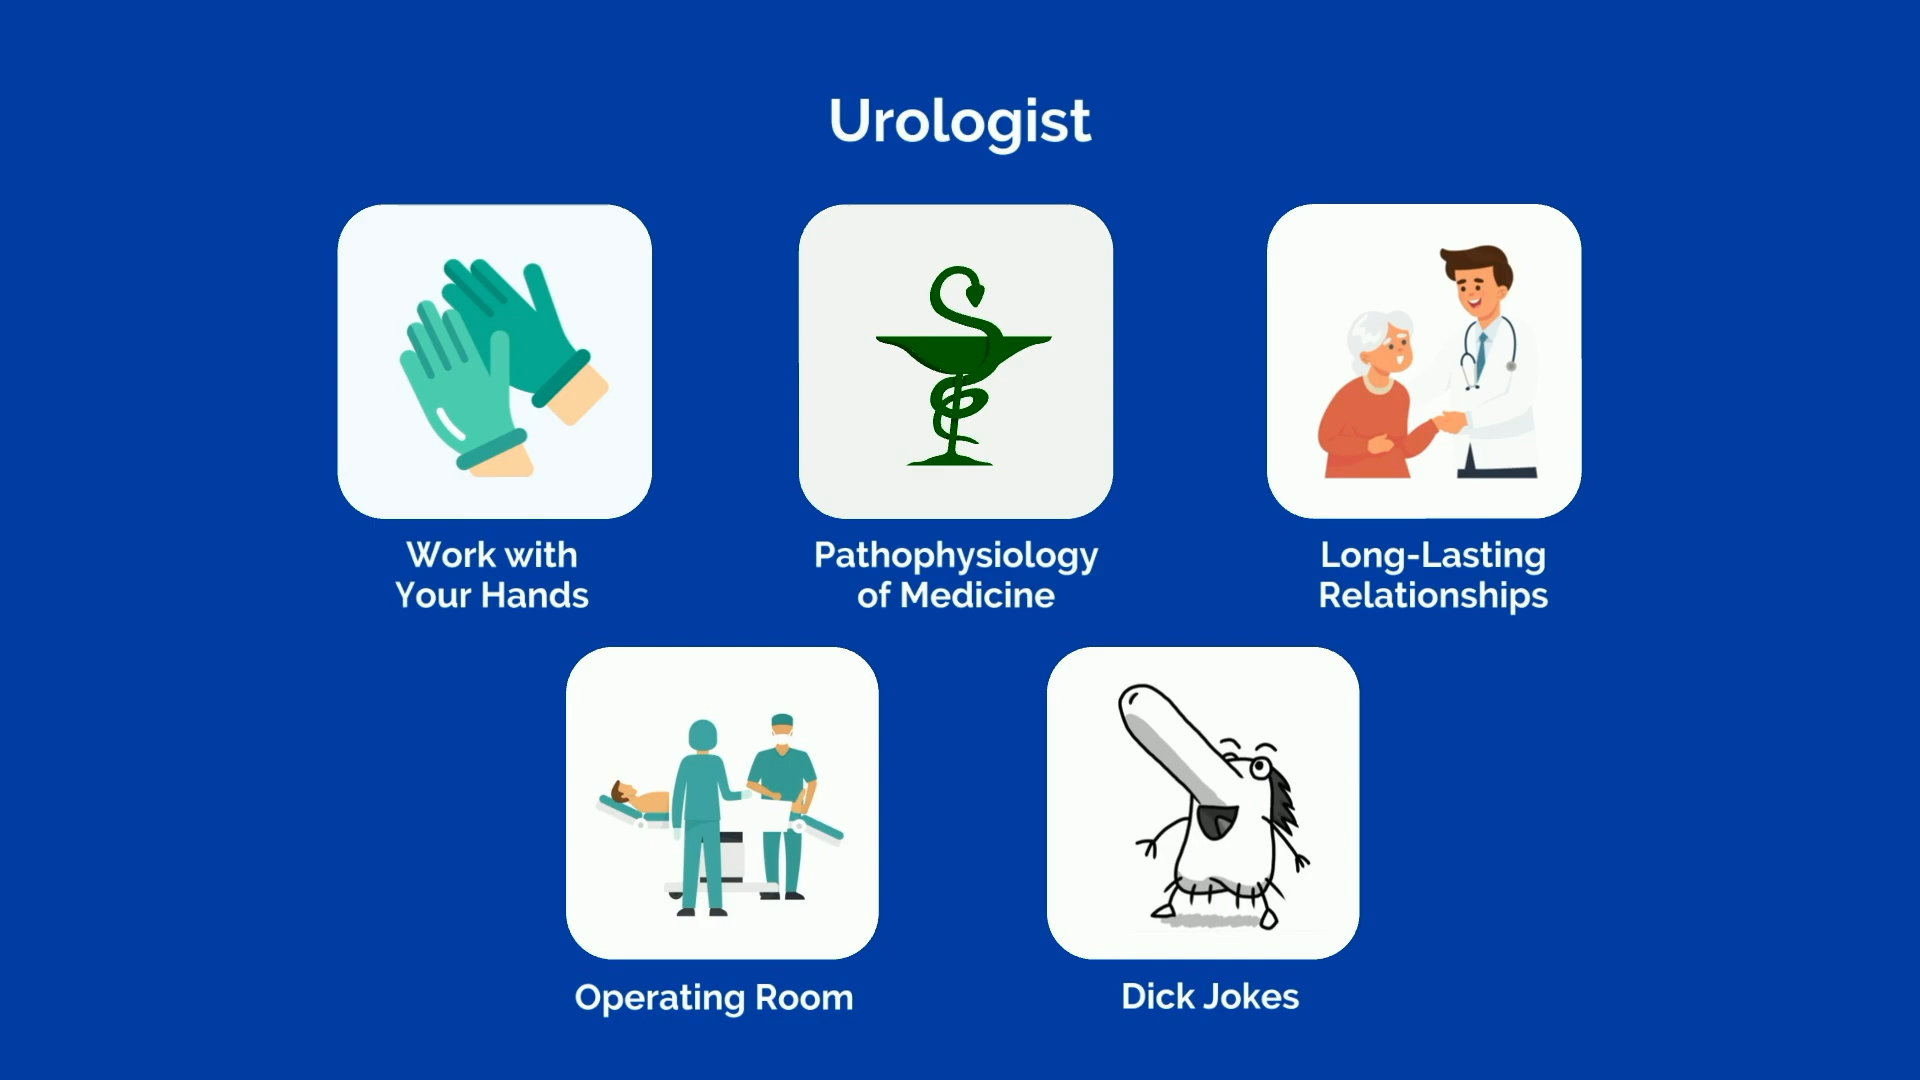 Urologist
Work with
Your Hands
Pathophysiology
of Medicine
Long-Lasting
Relationships
Operating Room
Dick Jokes